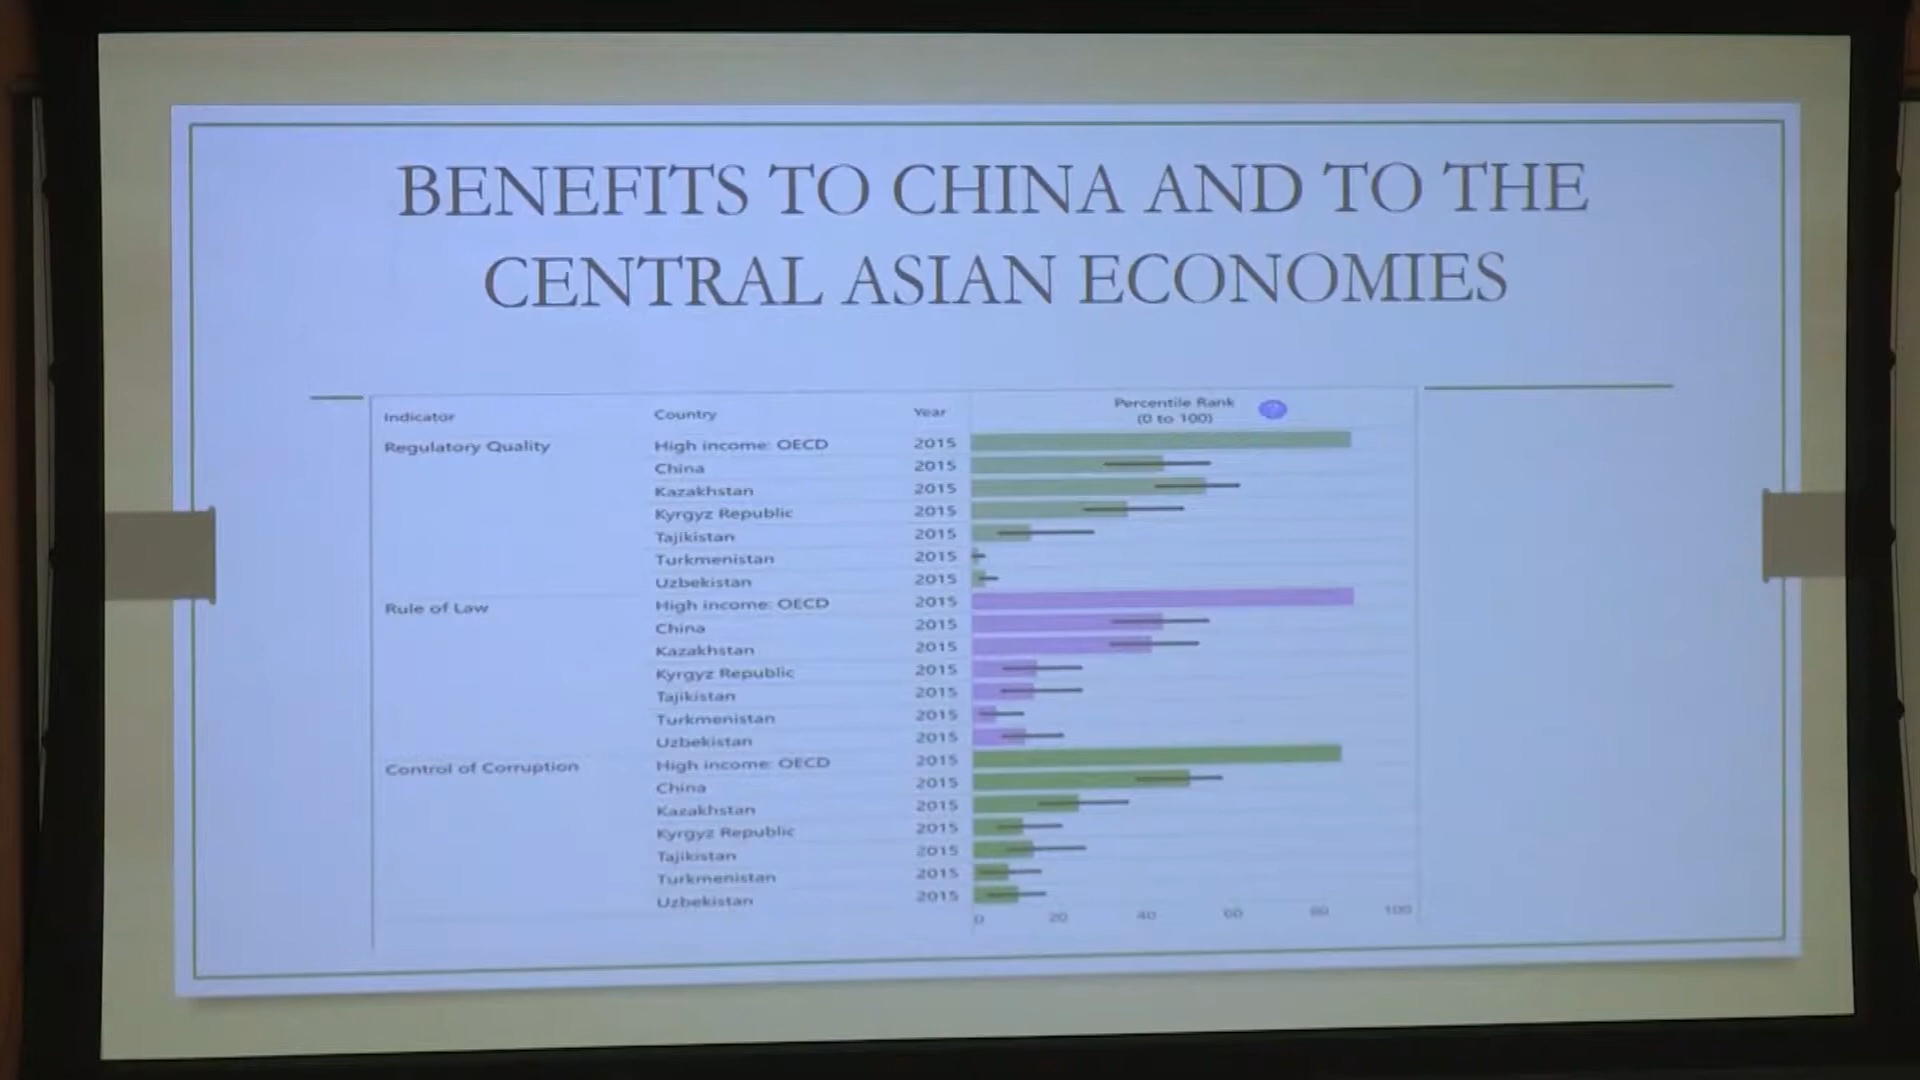 BENEFITS TO CHINA AND TO THE
CENTRAL ASIAN ECONOMIES
Indicator Country Year Percentile Rank
(0 to 100) ?
Regulatory Quality High income: OECD 2015
China 2015
Kazakhstan 2015
Kyrgyz Republic 2015
Tajikistan 2015
Turkmenistan 2015
Uzbekistan 2015
Rule of Law High income: OECD 2015
China 2015
Kazakhstan 2015
Kyrgyz Republic 2015
Tajikistan 2015
Turkmenistan 2015
Uzbekistan 2015
Control of Corruption High income: OECD 2015
China 2015
Kazakhstan 2015
Kyrgyz Republic 2015
Tajikistan 2015
Turkmenistan 2015
Uzbekistan 2015
0 20 40 60 80 100